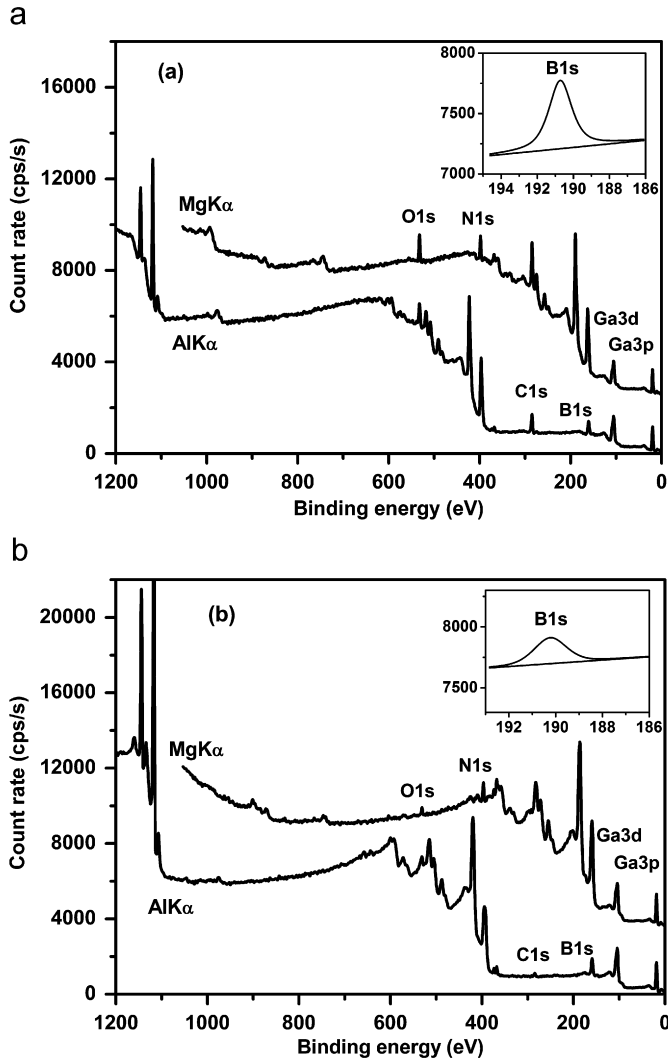 a
(a)
MgKα
AlKα
O1s
N1s
C1s
B1s
Ga3d
Ga3p
Count rate (cps/s)
16000
12000
8000
4000
0
1200 1000 800 600 400 200 0
Binding energy (eV)
B1s
8000
7500
7000
194 192 190 188 186
b
(b)
MgKα
AlKα
O1s
N1s
C1s
B1s
Ga3d
Ga3p
Count rate (cps/s)
20000
16000
12000
8000
4000
0
1200 1000 800 600 400 200 0
Binding energy (eV)
B1s
8000
7500
192 190 188 186